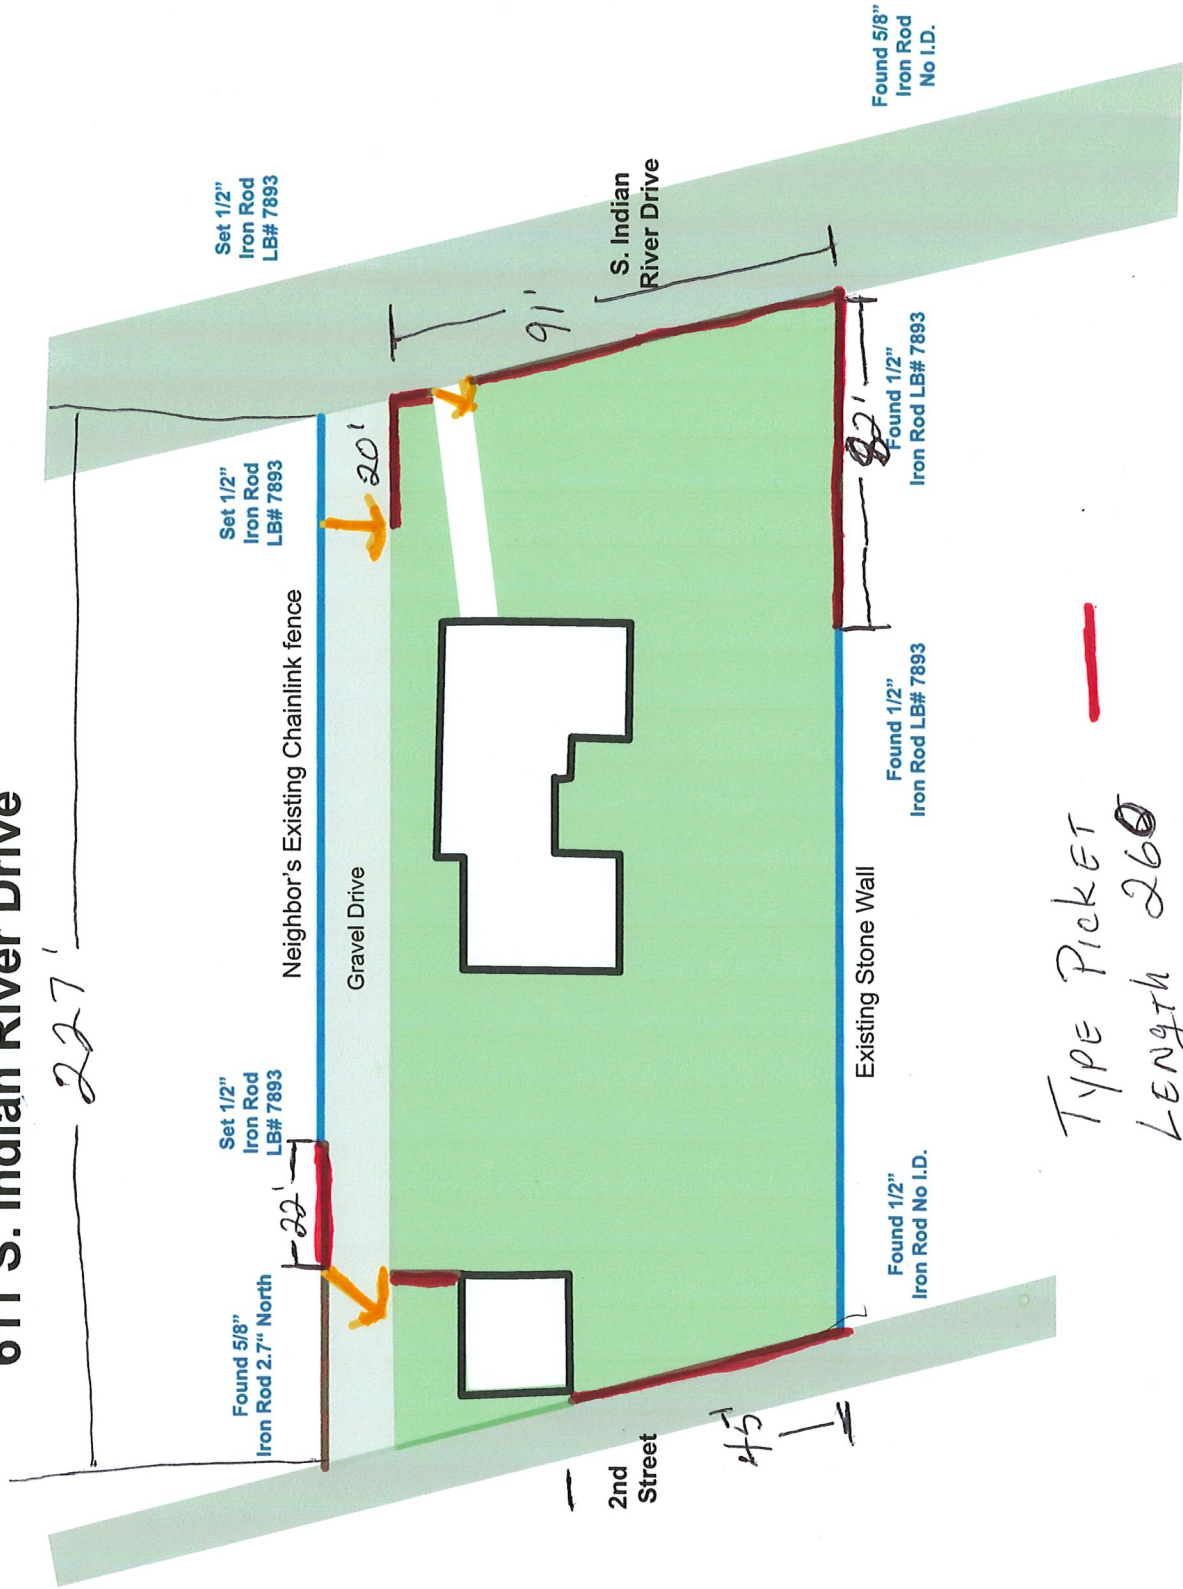 611 S. Indian River Drive
227'
Found 5/8"
Iron Rod 2.7" North
Set 1/2"
Iron Rod
LB# 7893
Set 1/2"
Iron Rod
LB# 7893
Set 1/2"
Iron Rod
LB# 7893
22'
Neighbor's Existing Chainlink fence
Gravel Drive
20'
91'
2nd
Street
S. Indian
River Drive
45'
Existing Stone Wall
82'
Found 1/2"
Iron Rod No I.D.
Found 1/2"
Iron Rod LB# 7893
Found 1/2"
Iron Rod LB# 7893
Found 5/8"
Iron Rod
No I.D.
TYPE PICKET
LENgTh 260